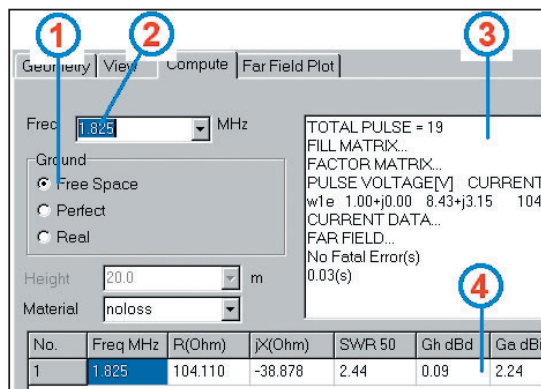 1 2 3
Geometry View Compute Far Field Plot
Freq 1.825 MHz
Ground
Free Space
Perfect
Real
Height 20.0 m
Material noloss
TOTAL PULSE = 19
FILL MATRIX...
FACTOR MATRIX...
PULSE VOLTAGE[V] CURRENT
w1e 1.00+j0.00 8.43+j3.15 104
CURRENT DATA...
FAR FIELD...
No Fatal Error(s)
0.03(s)
4
No. Freq MHz R(Ohm) jX(Ohm) SWR 50 Gh dBd Ga dBi
1 1.825 104.110 -38.878 2.44 0.09 2.24